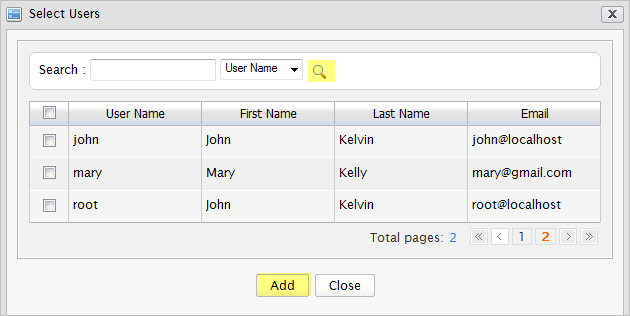 Select Users
Search : User Name
User Name First Name Last Name Email
john John Kelvin john@localhost
mary Mary Kelly mary@gmail.com
root John Kelvin root@localhost
Total pages: 2 1 2
Add Close